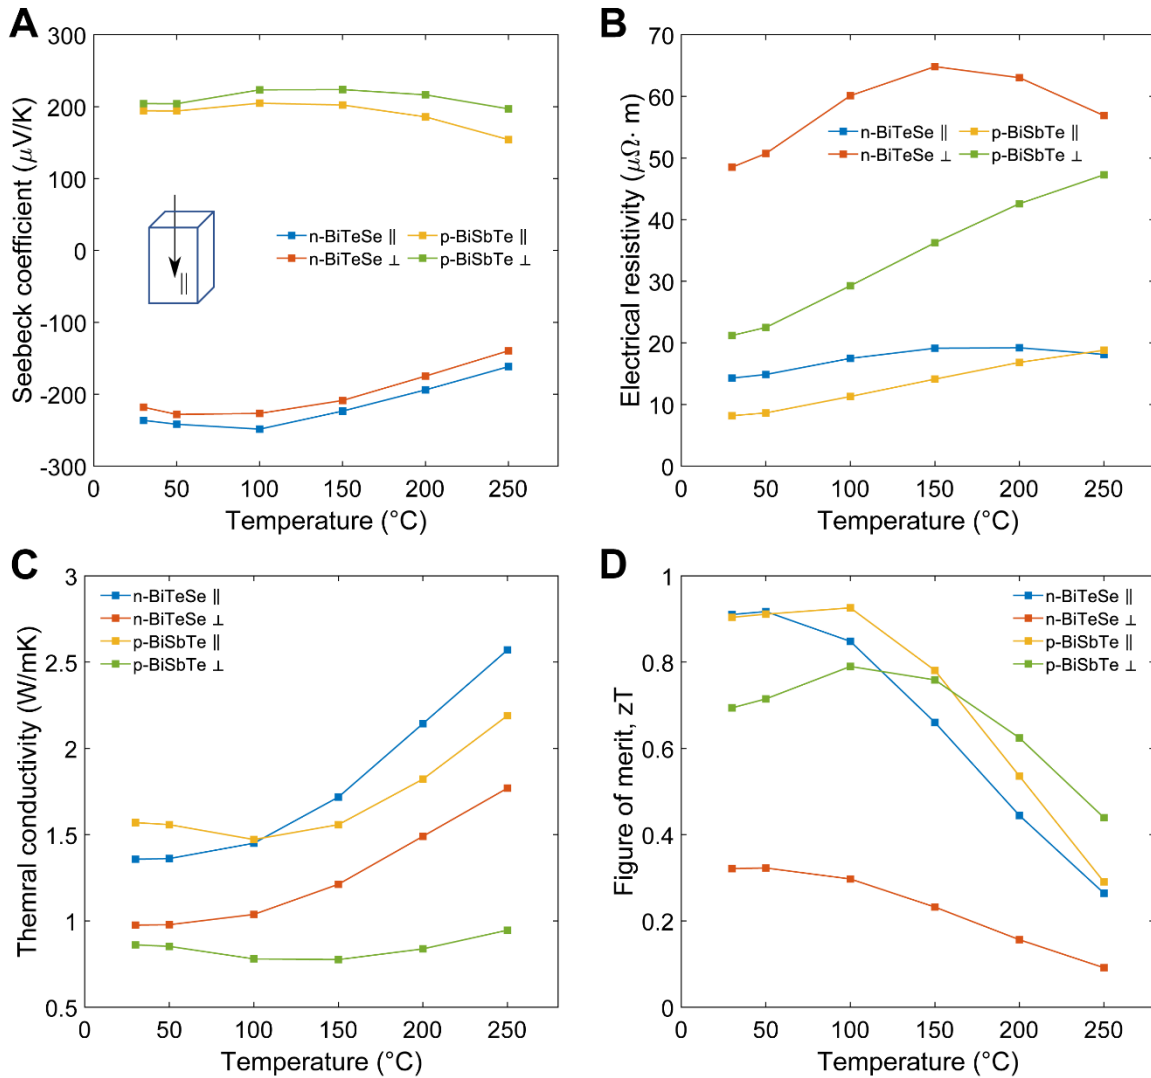 A
300
200
100
0
-100
-200
-300
Seebeck coefficient (μV/K)
||
n-BiTeSe ||
p-BiSbTe ||
n-BiTeSe ⊥
p-BiSbTe ⊥
0
50
100
150
200
250
Temperature (°C)
B
70
60
50
40
30
20
10
0
Electrical resistivity (μΩ· m)
n-BiTeSe ||
p-BiSbTe ||
n-BiTeSe ⊥
p-BiSbTe ⊥
0
50
100
150
200
250
Temperature (°C)
C
3
2.5
2
1.5
1
0.5
Themral conductivity (W/mK)
n-BiTeSe ||
n-BiTeSe ⊥
p-BiSbTe ||
p-BiSbTe ⊥
0
50
100
150
200
250
Temperature (°C)
D
1
0.8
0.6
0.4
0.2
0
Figure of merit, zT
n-BiTeSe ||
n-BiTeSe ⊥
p-BiSbTe ||
p-BiSbTe ⊥
0
50
100
150
200
250
Temperature (°C)